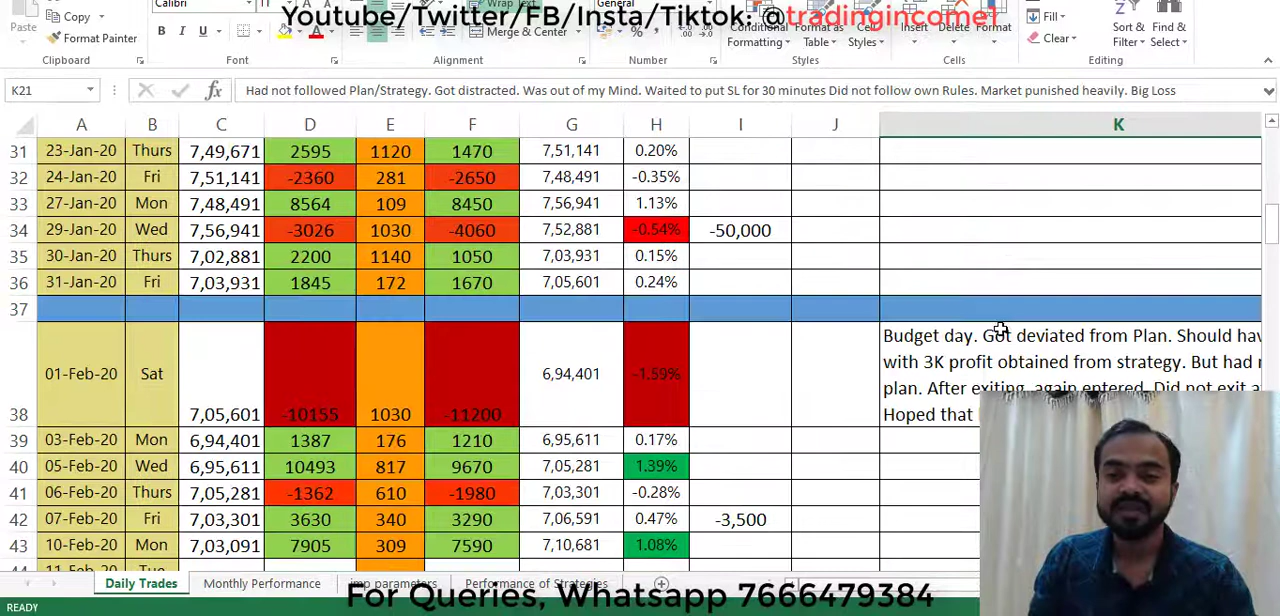 Youtube/Twitter/FB/Insta/Tiktok: @tradingincome1
Calibri General
Paste Copy Wrap Text Fill
Format Painter B I U A Merge & Center % Conditional Format as Cell Insert Delete Format Clear Sort & Find &
Formatting Table Styles Filter Select
Clipboard Font Alignment Number Styles Cells Editing
K21 fx Had not followed Plan/Strategy. Got distracted. Was out of my Mind. Waited to put SL for 30 minutes Did not follow own Rules. Market punished heavily. Big Loss
A B C D E F G H I J K
31 23-Jan-20 Thurs 7,49,671 2595 1120 1470 7,51,141 0.20%
32 24-Jan-20 Fri 7,51,141 -2360 281 -2650 7,48,491 -0.35%
33 27-Jan-20 Mon 7,48,491 8564 109 8450 7,56,941 1.13%
34 29-Jan-20 Wed 7,56,941 -3026 1030 -4060 7,52,881 -0.54% -50,000
35 30-Jan-20 Thurs 7,02,881 2200 1140 1050 7,03,931 0.15%
36 31-Jan-20 Fri 7,03,931 1845 172 1670 7,05,601 0.24%
37
Budget day. Got deviated from Plan. Should hav
with 3K profit obtained from strategy. But had
01-Feb-20 Sat 6,94,401 -1.59%
plan. After exiting, again entered. Did not exit
38 7,05,601 -10155 1030 -11200 Hoped that
39 03-Feb-20 Mon 6,94,401 1387 176 1210 6,95,611 0.17%
40 05-Feb-20 Wed 6,95,611 10493 817 9670 7,05,281 1.39%
41 06-Feb-20 Thurs 7,05,281 -1362 610 -1980 7,03,301 -0.28%
42 07-Feb-20 Fri 7,03,301 3630 340 3290 7,06,591 0.47% -3,500
43 10-Feb-20 Mon 7,03,091 7905 309 7590 7,10,681 1.08%
11-Feb-20 Tue
Daily Trades Monthly Performance imp parameters Performance of Strategies
For Queries, Whatsapp 7666479384
READY